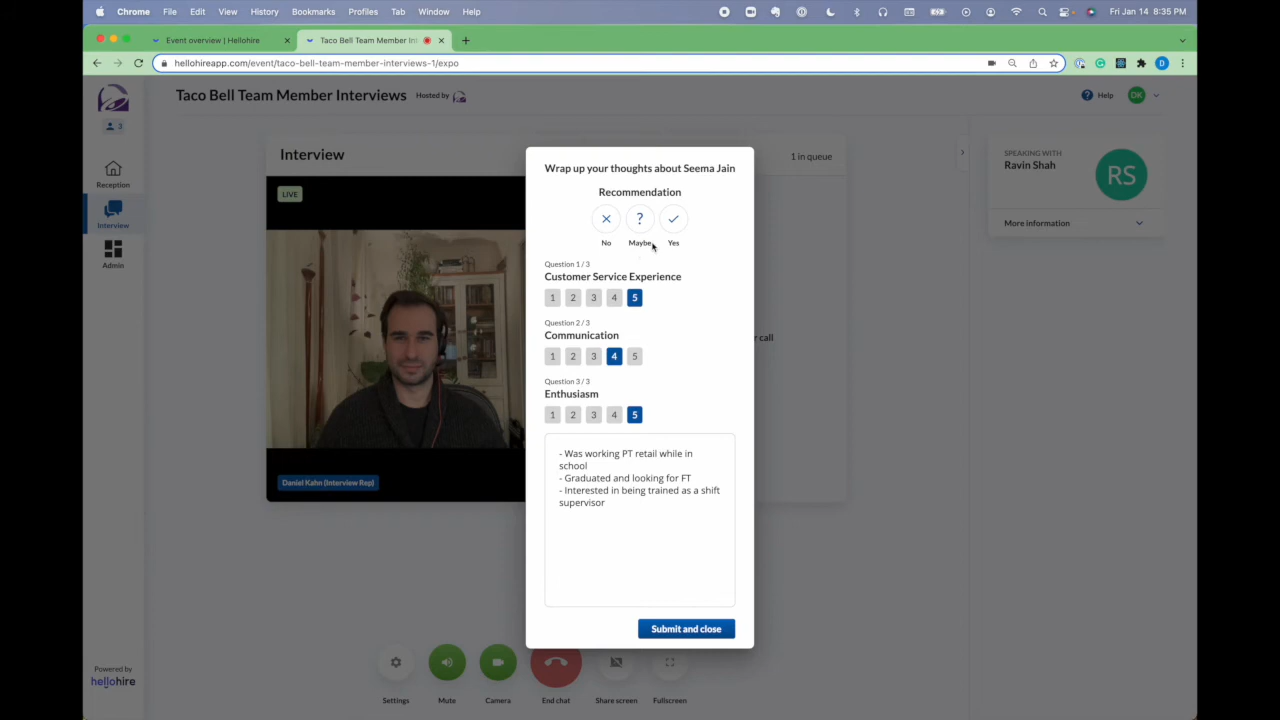 Chrome File Edit View History Bookmarks Profiles Tab Window Help
Fri Jan 14 8:35 PM
Event overview | Hellohire
Taco Bell Team Member Int
hellohireapp.com/event/taco-bell-team-member-interviews-1/expo
D
Taco Bell Team Member Interviews
Hosted by
Help
DK
3
Reception
Interview
Admin
Powered by
hellohire
Interview
1 in queue
LIVE
Daniel Kahn (Interview Rep)
r call
SPEAKING WITH
Ravin Shah
RS
More information
Wrap up your thoughts about Seema Jain
Recommendation
?
No Maybe Yes
Question 1 / 3
Customer Service Experience
1 2 3 4 5
Question 2 / 3
Communication
1 2 3 4 5
Question 3 / 3
Enthusiasm
1 2 3 4 5
- Was working PT retail while in
school
- Graduated and looking for FT
- Interested in being trained as a shift
supervisor
Submit and close
Settings Mute Camera End chat Share screen Fullscreen